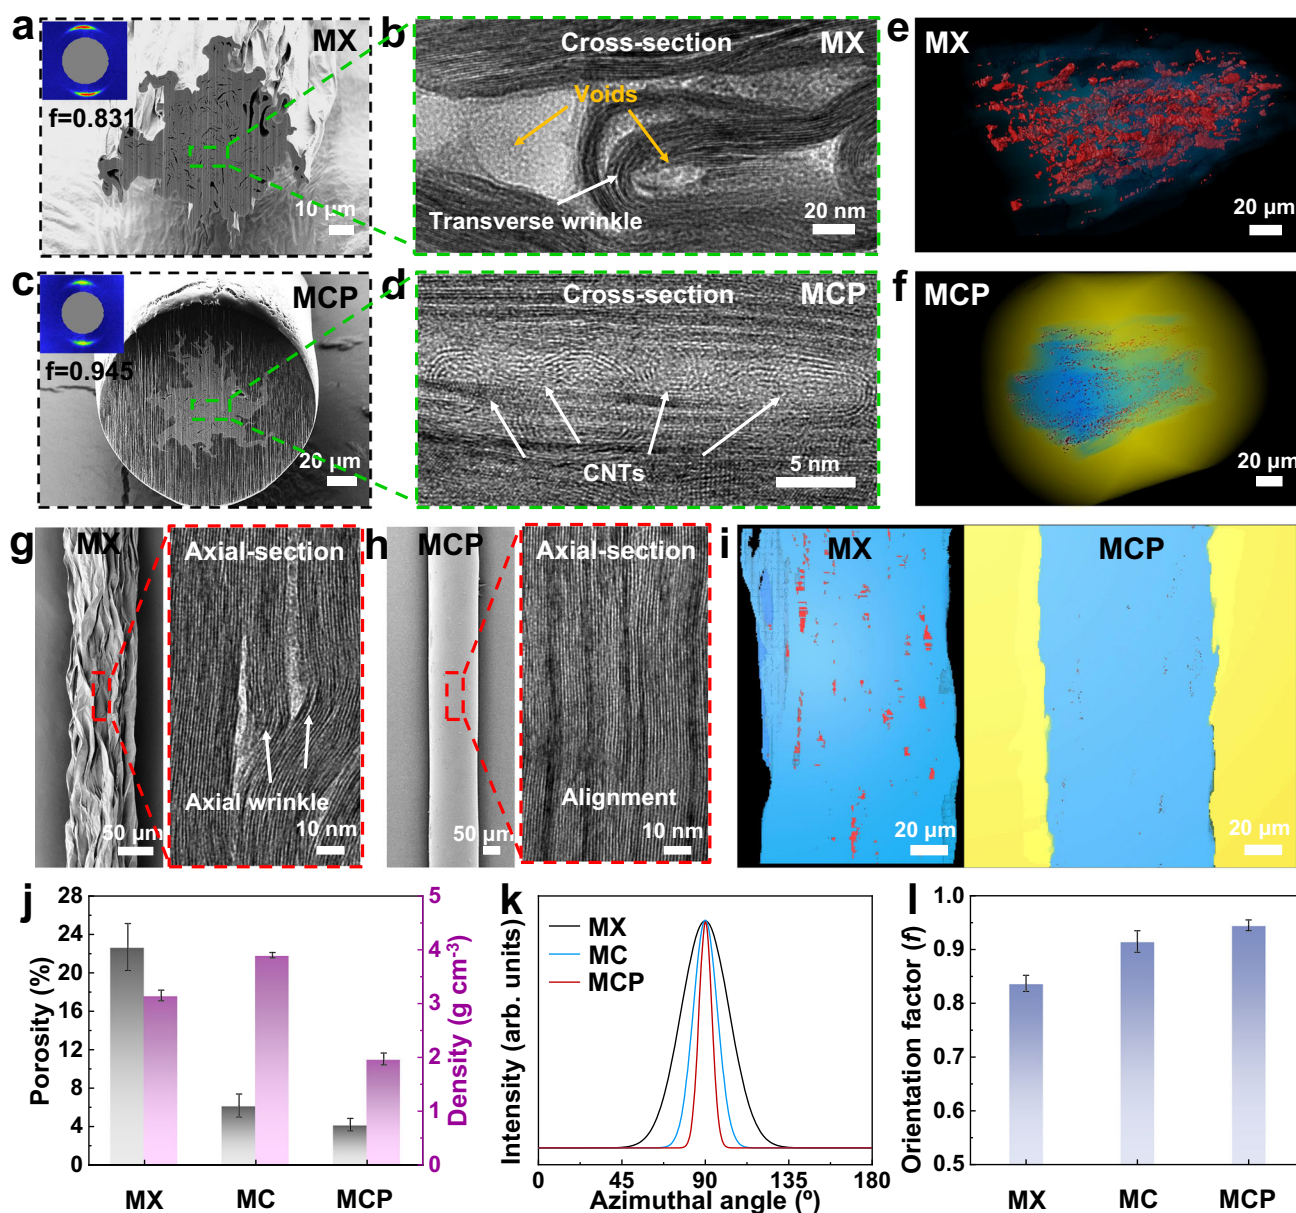 a
MX
f=0.831
10 µm
b
Cross-section
MX
Voids
Transverse wrinkle
20 nm
e
MX
20 µm
c
MCP
f=0.945
20 µm
d
Cross-section
MCP
CNTs
5 nm
f
MCP
20 µm
g
MX
50 µm
Axial-section
Axial wrinkle
10 nm
h
MCP
50 µm
Axial-section
Alignment
10 nm
i
MX
20 µm
MCP
20 µm
j
Porosity (%)
28
24
20
16
12
8
4
0
5
4
3
2
1
0
Density (g cm⁻³)
MX
MC
MCP
k
Intensity (arb. units)
MX
MC
MCP
0
45
90
135
180
Azimuthal angle (º)
l
Orientation factor (f)
1.0
0.9
0.8
0.7
0.6
0.5
MX
MC
MCP